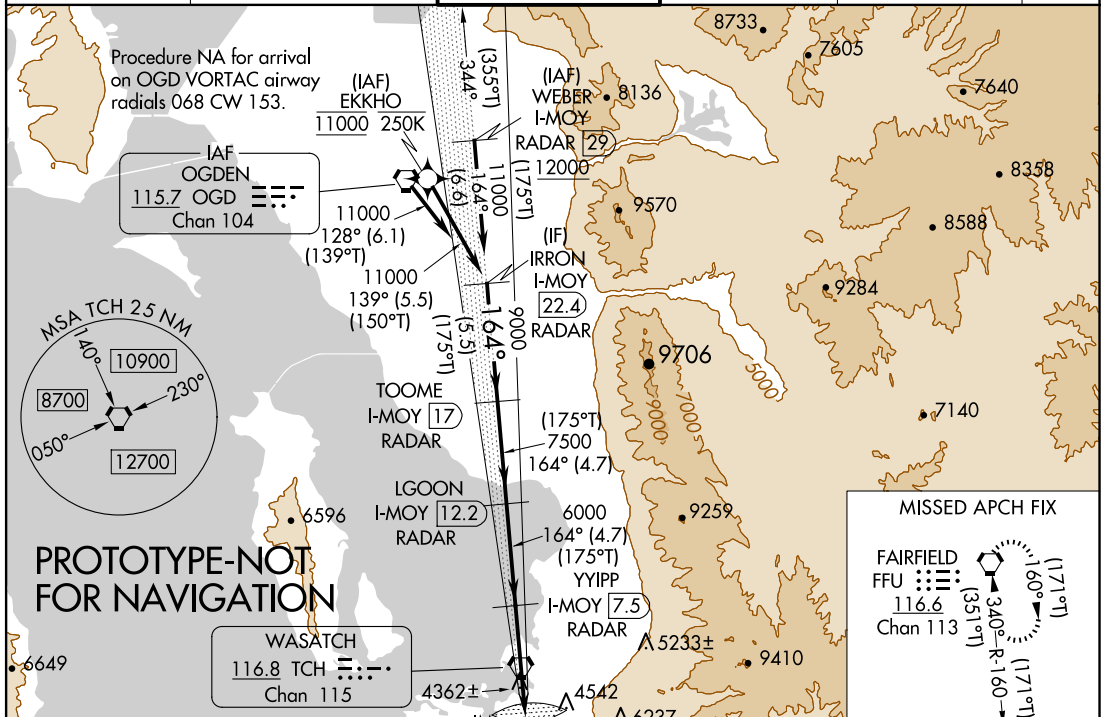 Procedure NA for arrival
on OGD VORTAC airway
radials 068 CW 153.
(IAF)
EKKHO
11000 250K
IAF
OGDEN
115.7 OGD
Chan 104
11000
128° (6.1)
(139°T)
11000
139° (5.5)
(150°T)
(355°T)
344°
(IAF)
WEBER
I-MOY
RADAR 29
12000
11000
164°
(6.6)
(175°T)
(IF)
IRRON
I-MOY
22.4
RADAR
9000
164°
(5.5)
(175°T)
8733
7605
8136
7640
8358
9570
8588
9284
MSA TCH 25 NM
140°
10900
230°
8700
050°
12700
9706
5000
7000
9000
7140
TOOME
I-MOY 17
RADAR
(175°T)
7500
164° (4.7)
LGOON
I-MOY 12.2
RADAR
6000
164° (4.7)
(175°T)
YYIPP
I-MOY 7.5
RADAR
9259
6596
PROTOTYPE-NOT
FOR NAVIGATION
WASATCH
116.8 TCH
Chan 115
6649
4362±
4542
5233±
9410
6237
MISSED APCH FIX
FAIRFIELD
FFU
116.6
Chan 113
(171°T)
160°
340°
(351°T)
R-160
(171°T)